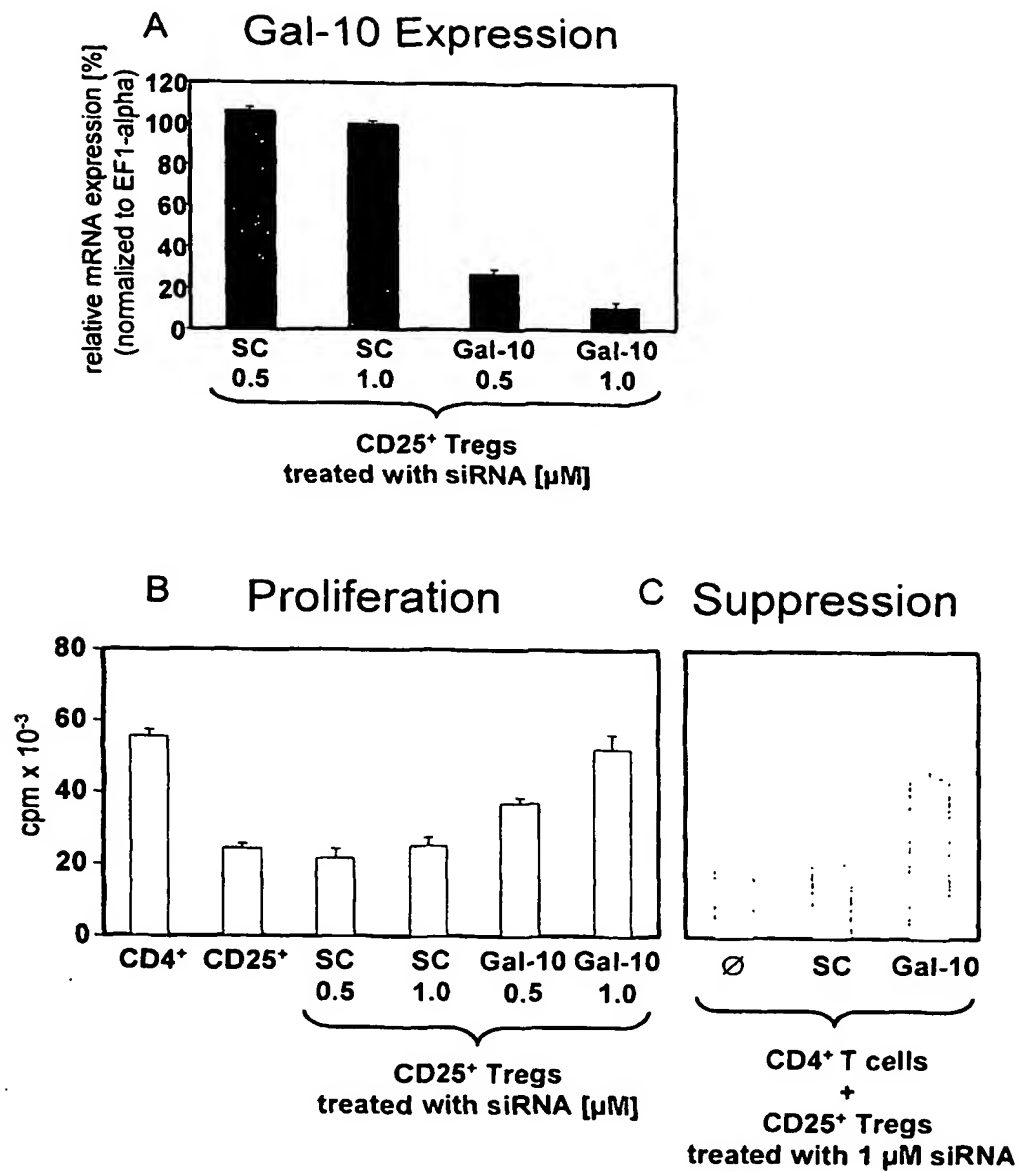 A Gal-10 Expression
relative mRNA expression [%]
(normalized to EF1-alpha)
120
100
80
60
40
20
0
SC SC Gal-10 Gal-10
0.5 1.0 0.5 1.0
CD25⁺ Tregs
treated with siRNA [µM]
B Proliferation
cpm x 10⁻³
80
60
40
20
0
CD4⁺ CD25⁺ SC SC Gal-10 Gal-10
0.5 1.0 0.5 1.0
CD25⁺ Tregs
treated with siRNA [µM]
C Suppression
Ø SC Gal-10
CD4⁺ T cells
+
CD25⁺ Tregs
treated with 1 µM siRNA